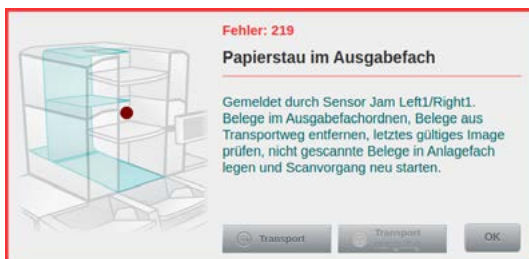 Fehler: 219
Papierstau im Ausgabefach
Gemeldet durch Sensor Jam Left1/Right1.
Belege im Ausgabefachordnen, Belege aus
Transportweg entfernen, letztes gültiges Image
prüfen, nicht gescannte Belege in Anlagefach
legen und Scanvorgang neu starten.
Transport
Transport
OK